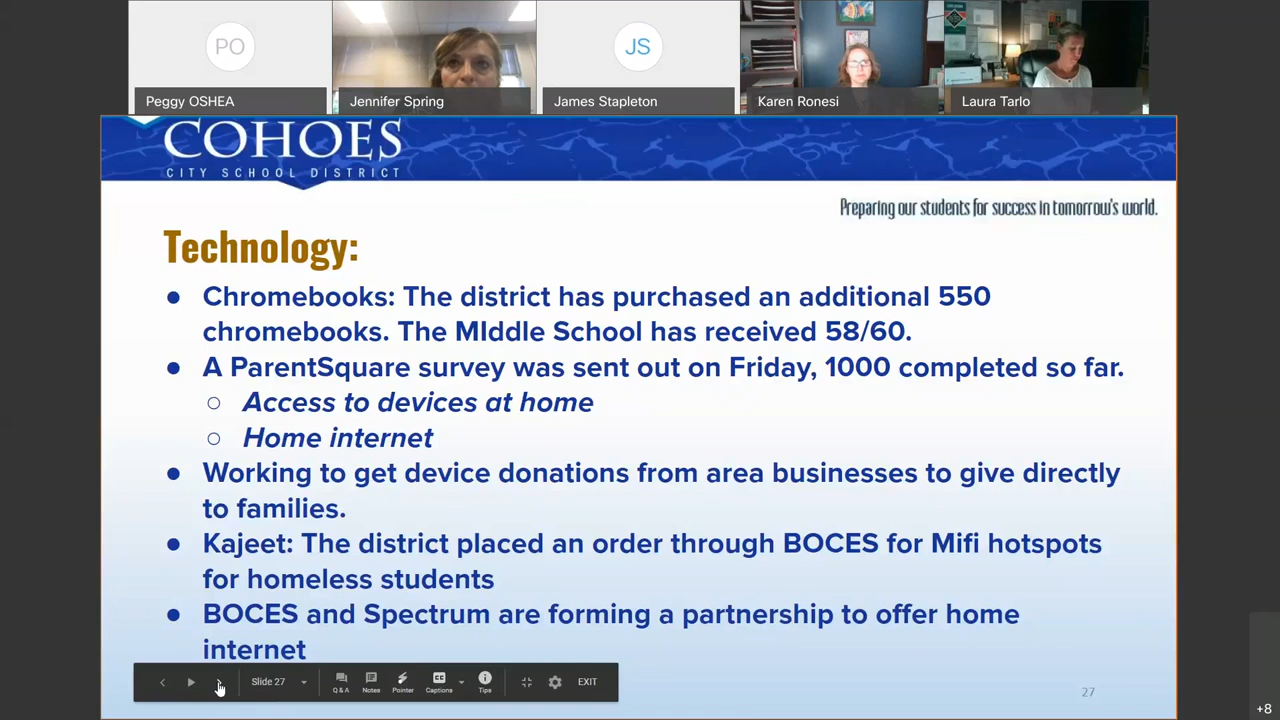 PO
JS
Peggy OSHEA
Jennifer Spring
James Stapleton
Karen Ronesi
Laura Tarlo
COHOES
CITY SCHOOL DISTRICT
Preparing our students for success in tomorrow's world.
Technology:
● Chromebooks: The district has purchased an additional 550
chromebooks. The MIddle School has received 58/60.
● A ParentSquare survey was sent out on Friday, 1000 completed so far.
○ Access to devices at home
○ Home internet
● Working to get device donations from area businesses to give directly
to families.
● Kajeet: The district placed an order through BOCES for Mifi hotspots
for homeless students
● BOCES and Spectrum are forming a partnership to offer home
internet
Slide 27
Q & A
Notes
Pointer
Captions
Tips
EXIT
27
+8